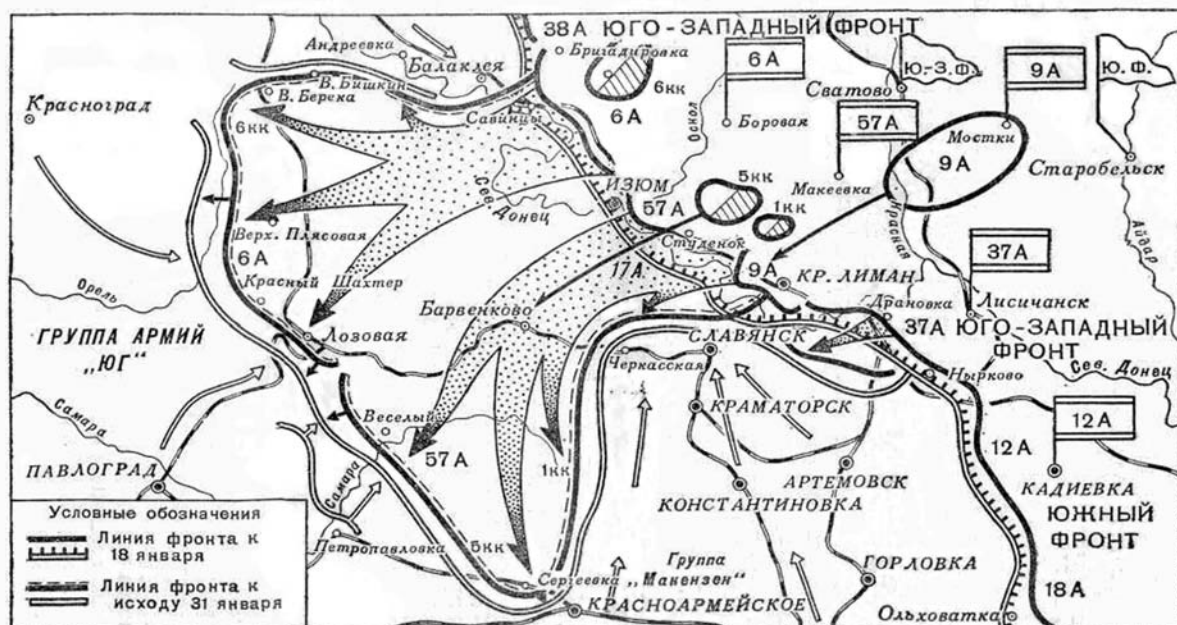 38А ЮГО-ЗАПАДНЫЙ ФРОНТ
Андреевка
Бригадировка
6А
9А
Ю.Ф.
Ю.-З.Ф.
Балаклея
Сватово
Красноград
В. Бишкин
В. Берека
6кк
6кк
6А
Савинцы
Оскол
Боровая
57А
Мостки
9А
Старобельск
Макеевка
5кк
1кк
ИЗЮМ
57А
Сев. Донец
Красная
Айдар
Верх. Плясовая
6А
Студенок
17А
9А
КР. ЛИМАН
37А
Красный Шахтер
Орель
Барвенково
Драновка
Лисичанск
ГРУППА АРМИЙ
„ЮГ"
Лозовая
СЛАВЯНСК
37А ЮГО-ЗАПАДНЫЙ
ФРОНТ
Черкасская
Нырково
Сев. Донец
Самара
Веселый
КРАМАТОРСК
12А
57А
1кк
12А
ПАВЛОГРАД
АРТЕМОВСК
КАДИЕВКА
КОНСТАНТИНОВКА
Самара
ЮЖНЫЙ
ФРОНТ
Петропавловка
5кк
Группа
„Макензон"
Сергеевка
ГОРЛОВКА
КРАСНОАРМЕЙСКОЕ
18А
Ольховатка
Условные обозначения
Линия фронта к
18 января
Линия фронта к
исходу 31 января